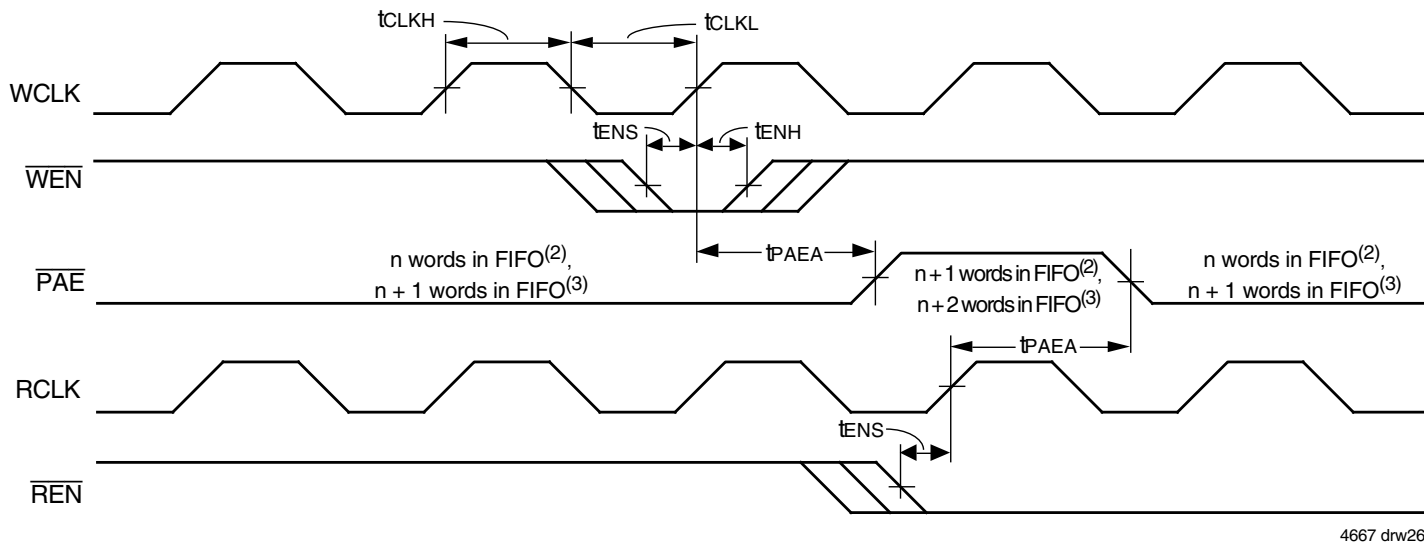 tCLKH
tCLKL
WCLK
tENS
tENH
WEN
tPAEA
PAE
n words in FIFO(2),
n + 1 words in FIFO(3)
n + 1 words in FIFO(2),
n + 2 words in FIFO(3)
n words in FIFO(2),
n + 1 words in FIFO(3)
tPAEA
RCLK
tENS
REN
4667 drw26